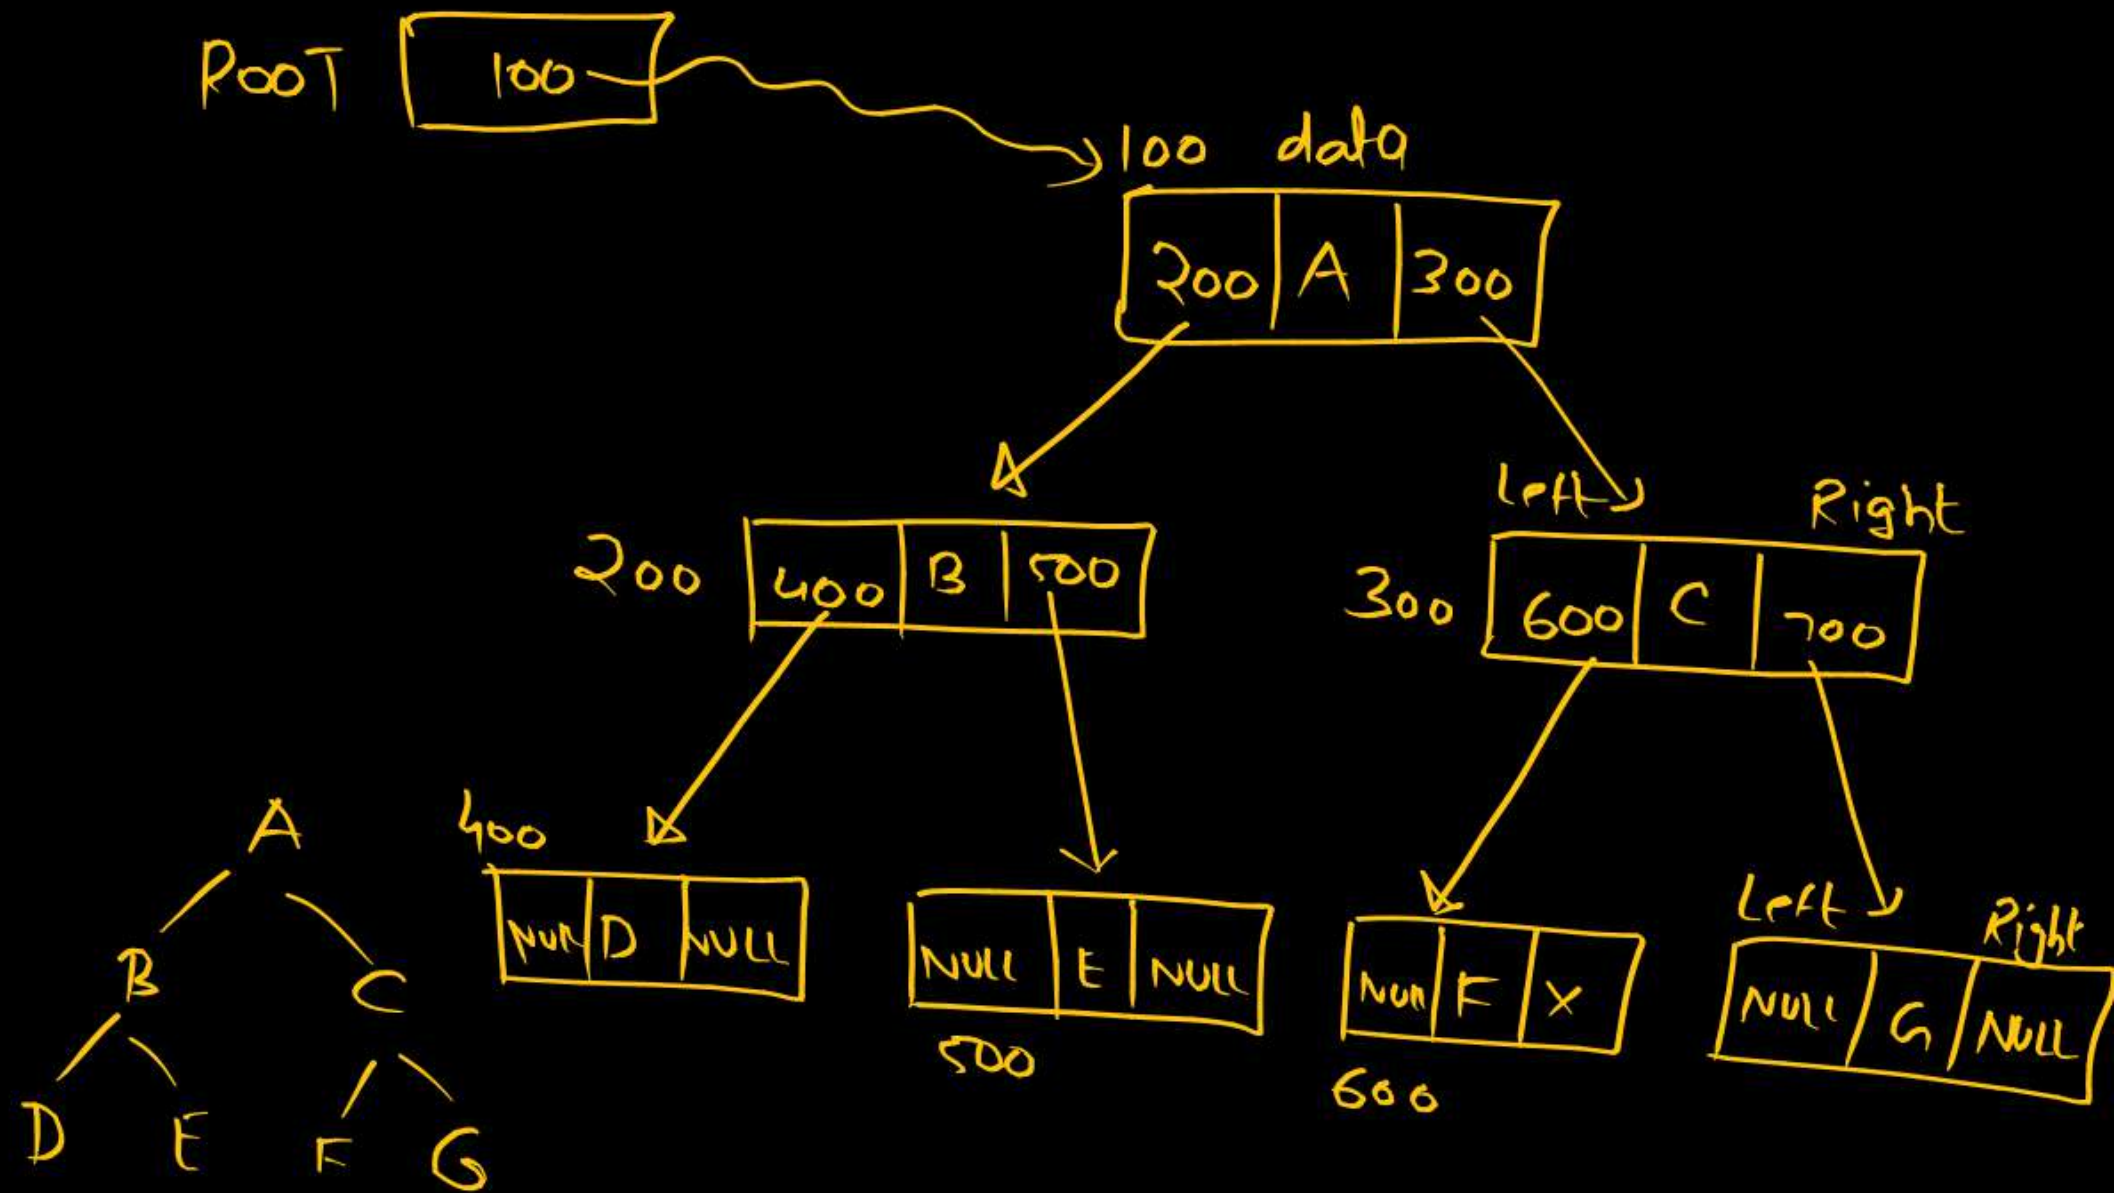 ROOT 100
100 data
200 A 300
Left Right
200 400 B 500
300 600 C 700
400
NULL D NULL
NULL E NULL
500
NULL F X
600
Left Right
NULL G NULL
A
B C
D E F G